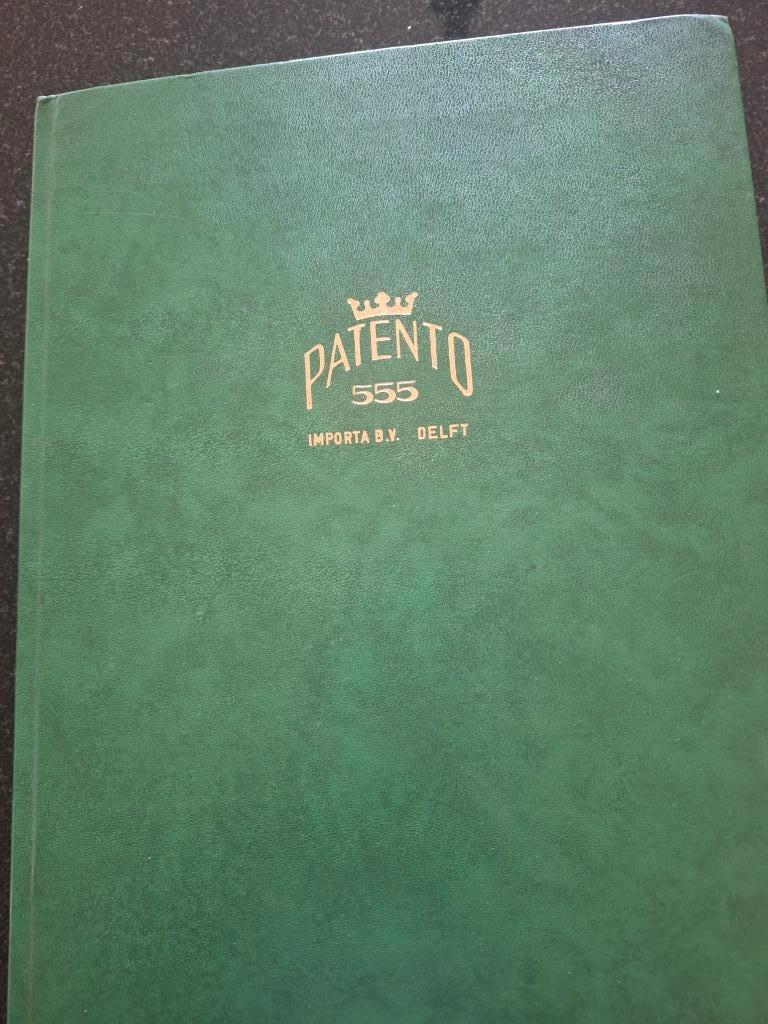 PATENTO
555
IMPORTA B.V. DELFT